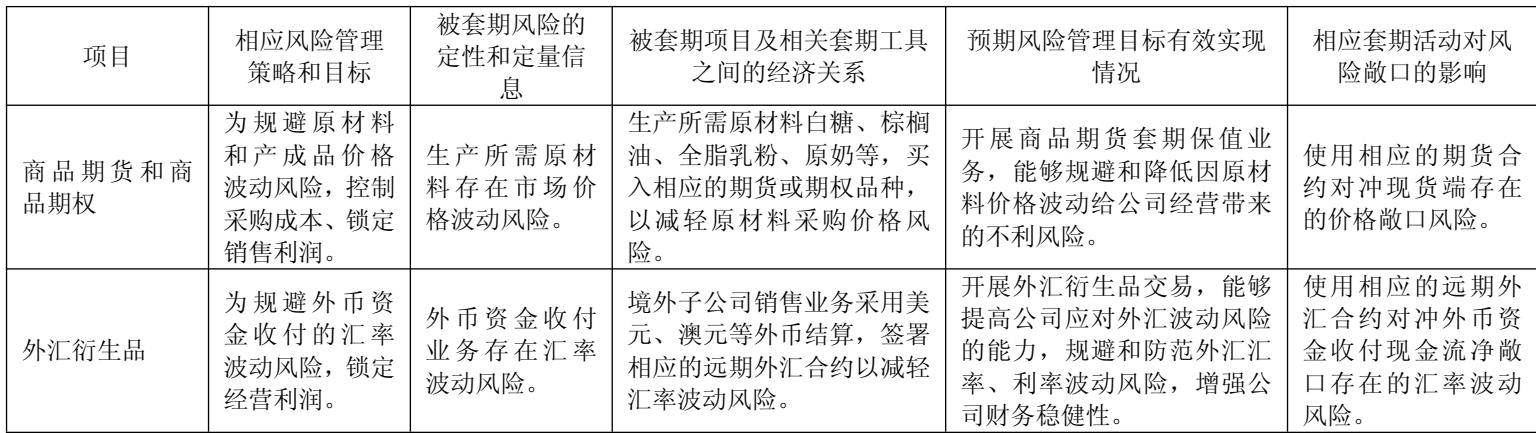 项目
相应风险管理
策略和目标
被套期风险的
定性和定量信
息
被套期项目及相关套期工具
之间的经济关系
预期风险管理目标有效实现
情况
相应套期活动对风
险敞口的影响
商品期货和商
品期权
为规避原材料
和产成品价格
波动风险，控制
采购成本、锁定
销售利润。
生产所需原材
料存在市场价
格波动风险。
生产所需原材料白糖、棕榈
油、全脂乳粉、原奶等，买
入相应的期货或期权品种，
以减轻原材料采购价格风
险。
开展商品期货套期保值业
务，能够规避和降低因原材
料价格波动给公司经营带来
的不利风险。
使用相应的期货合
约对冲现货端存在
的价格敞口风险。
外汇衍生品
为规避外币资
金收付的汇率
波动风险，锁定
经营利润。
外币资金收付
业务存在汇率
波动风险。
境外子公司销售业务采用美
元、澳元等外币结算，签署
相应的远期外汇合约以减轻
汇率波动风险。
开展外汇衍生品交易，能够
提高公司应对外汇波动风险
的能力，规避和防范外汇汇
率、利率波动风险，增强公
司财务稳健性。
使用相应的远期外
汇合约对冲外币资
金收付现金流净敞
口存在的汇率波动
风险。